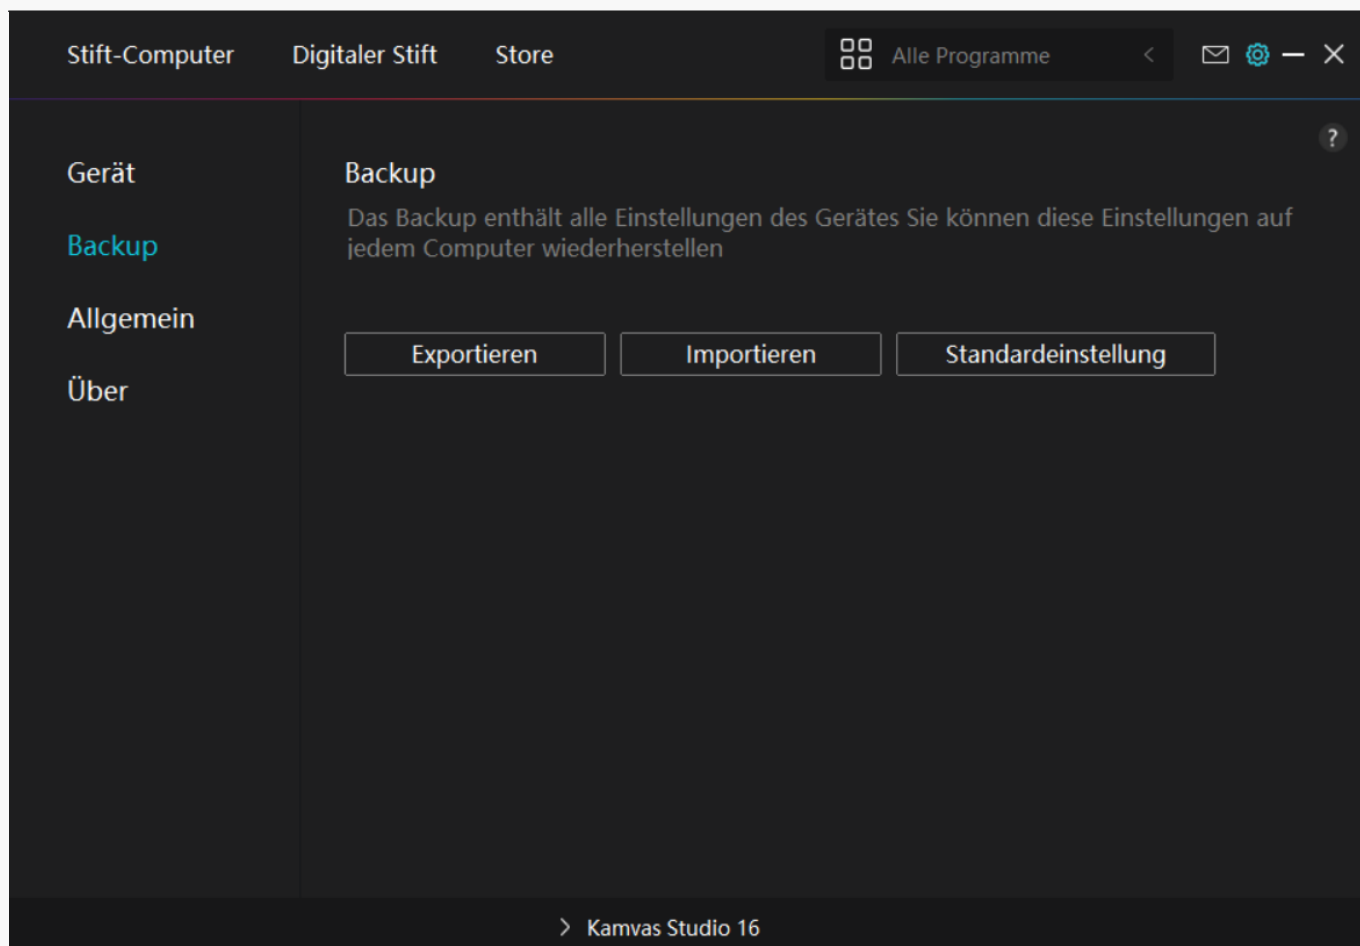 Stift-Computer Digitaler Stift Store Alle Programme
?
Gerät
Backup
Allgemein
Über
Backup
Das Backup enthält alle Einstellungen des Gerätes Sie können diese Einstellungen auf
jedem Computer wiederherstellen
Exportieren Importieren Standardeinstellung
Kamvas Studio 16